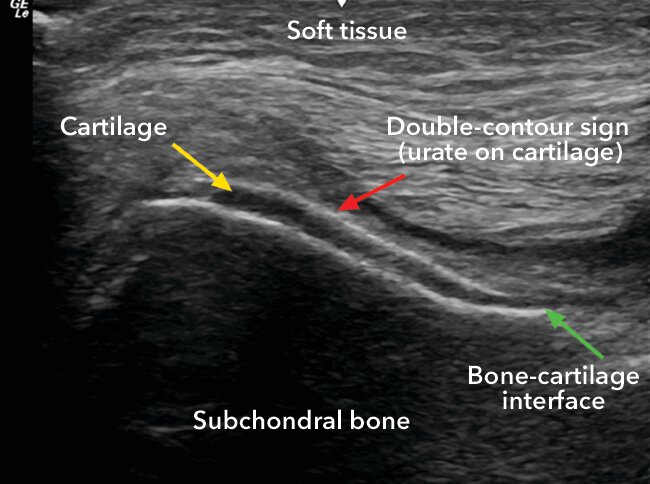 GE
Le
Soft tissue
Cartilage
Double-contour sign
(urate on cartilage)
Bone-cartilage
interface
Subchondral bone